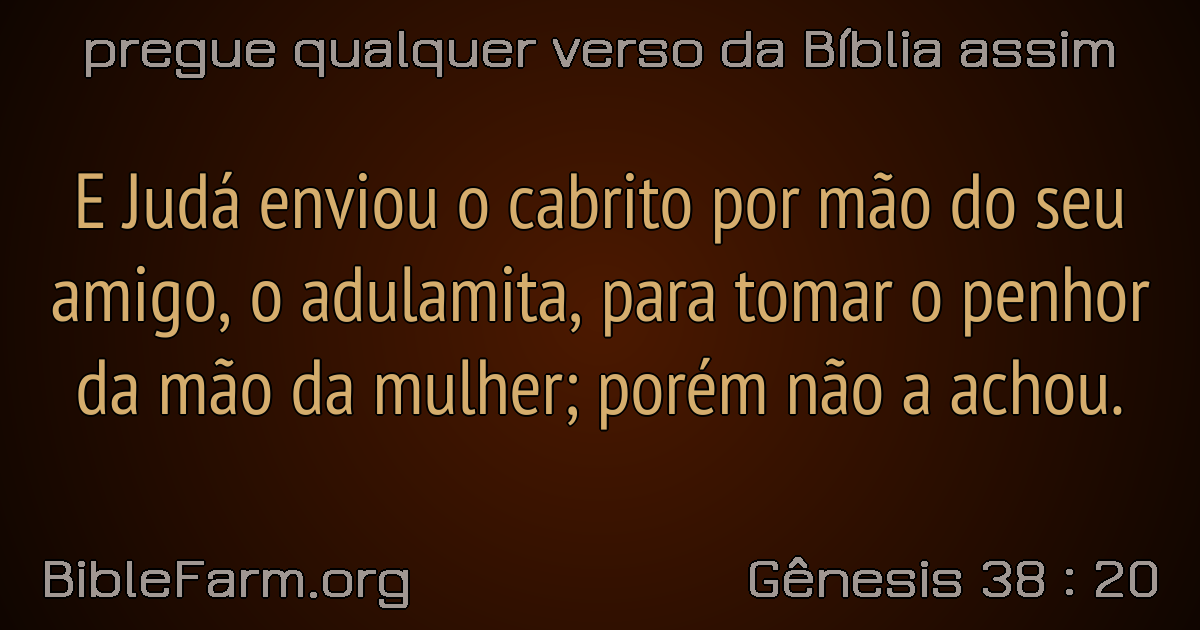 pregue qualquer verso da Bíblia assim
E Judá enviou o cabrito por mão do seu
amigo, o adulamita, para tomar o penhor
da mão da mulher; porém não a achou.
BibleFarm.org
Gênesis 38 : 20